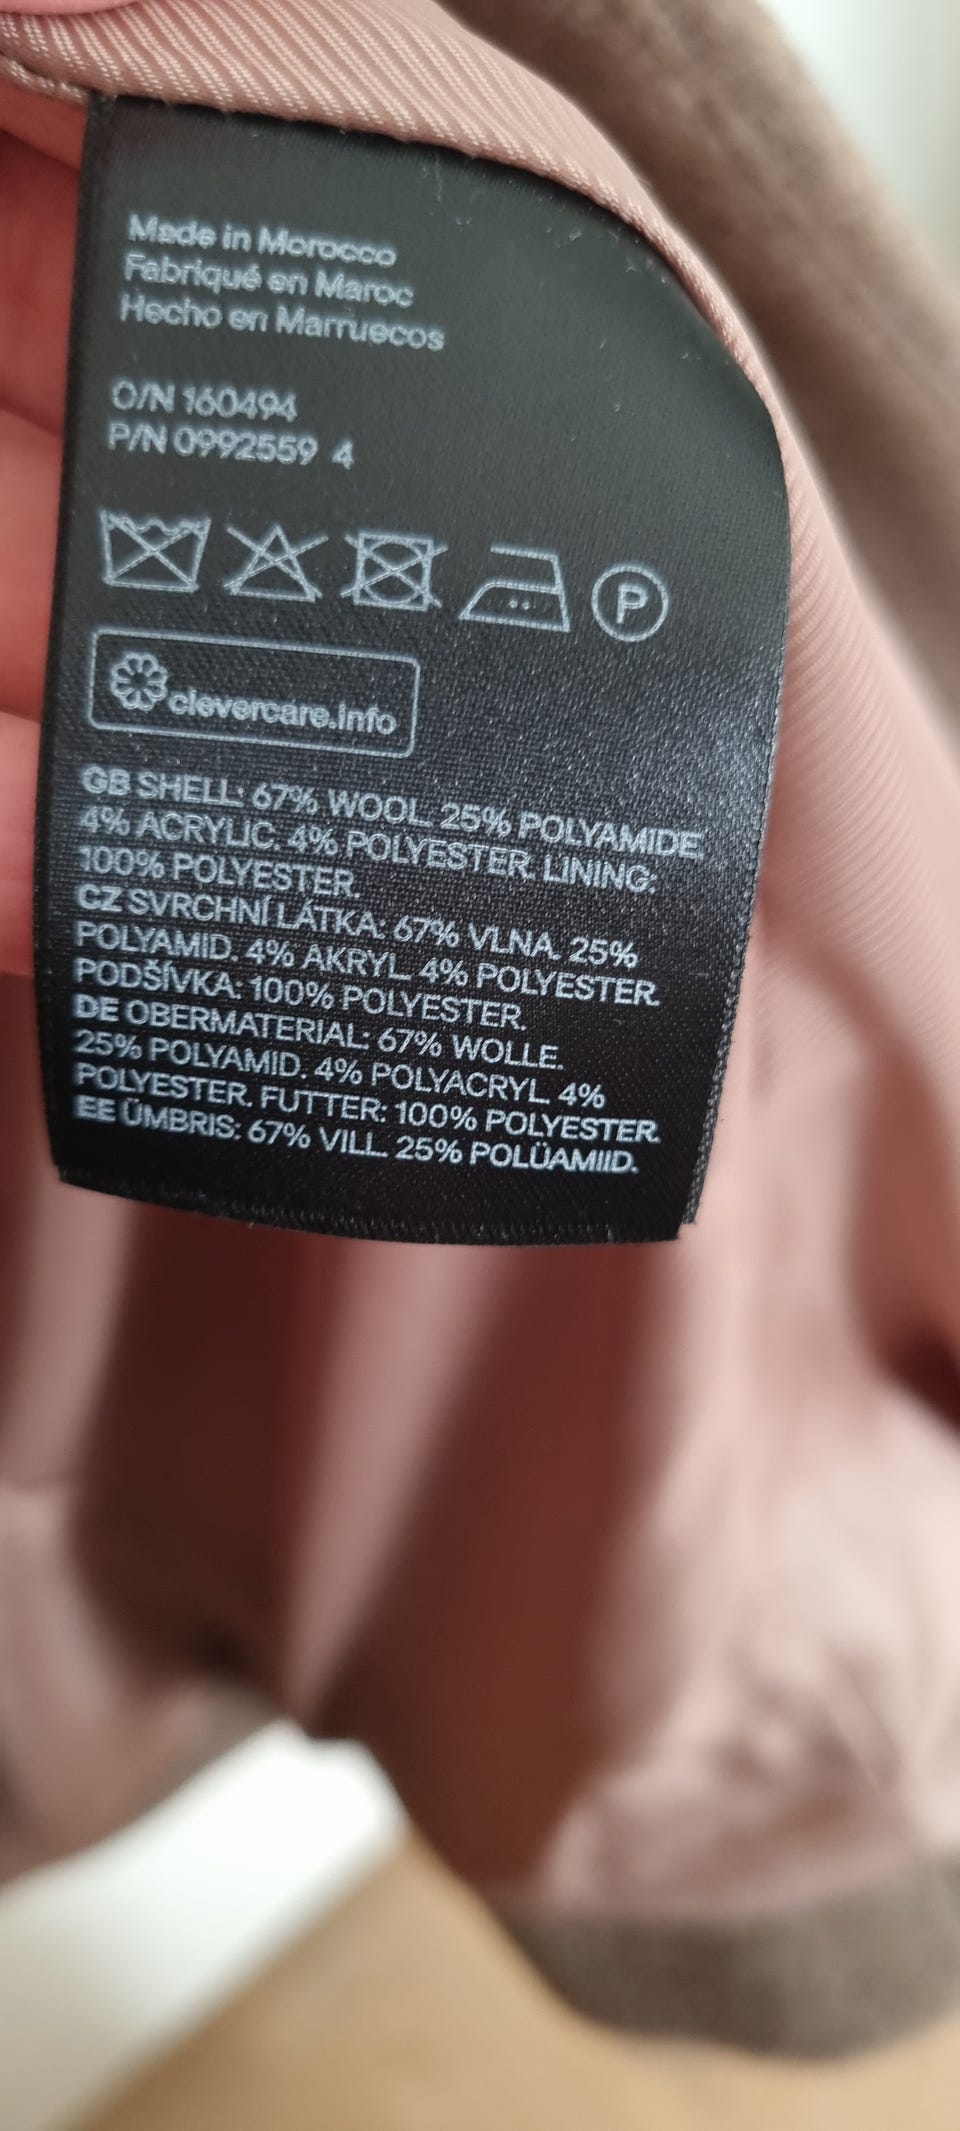 Made in Morocco
Fabriqué en Maroc
Hecho en Marruecos
O/N 160494
P/N 0992559 4
P
clevercare.info
GB SHELL: 67% WOOL. 25% POLYAMIDE.
4% ACRYLIC. 4% POLYESTER. LINING:
100% POLYESTER.
CZ SVRCHNÍ LÁTKA: 67% VLNA. 25%
POLYAMID. 4% AKRYL. 4% POLYESTER.
PODŠÍVKA: 100% POLYESTER.
DE OBERMATERIAL: 67% WOLLE.
25% POLYAMID. 4% POLYACRYL. 4%
POLYESTER. FUTTER: 100% POLYESTER.
EE ÜMBRIS: 67% VILL. 25% POLÜAMIID.